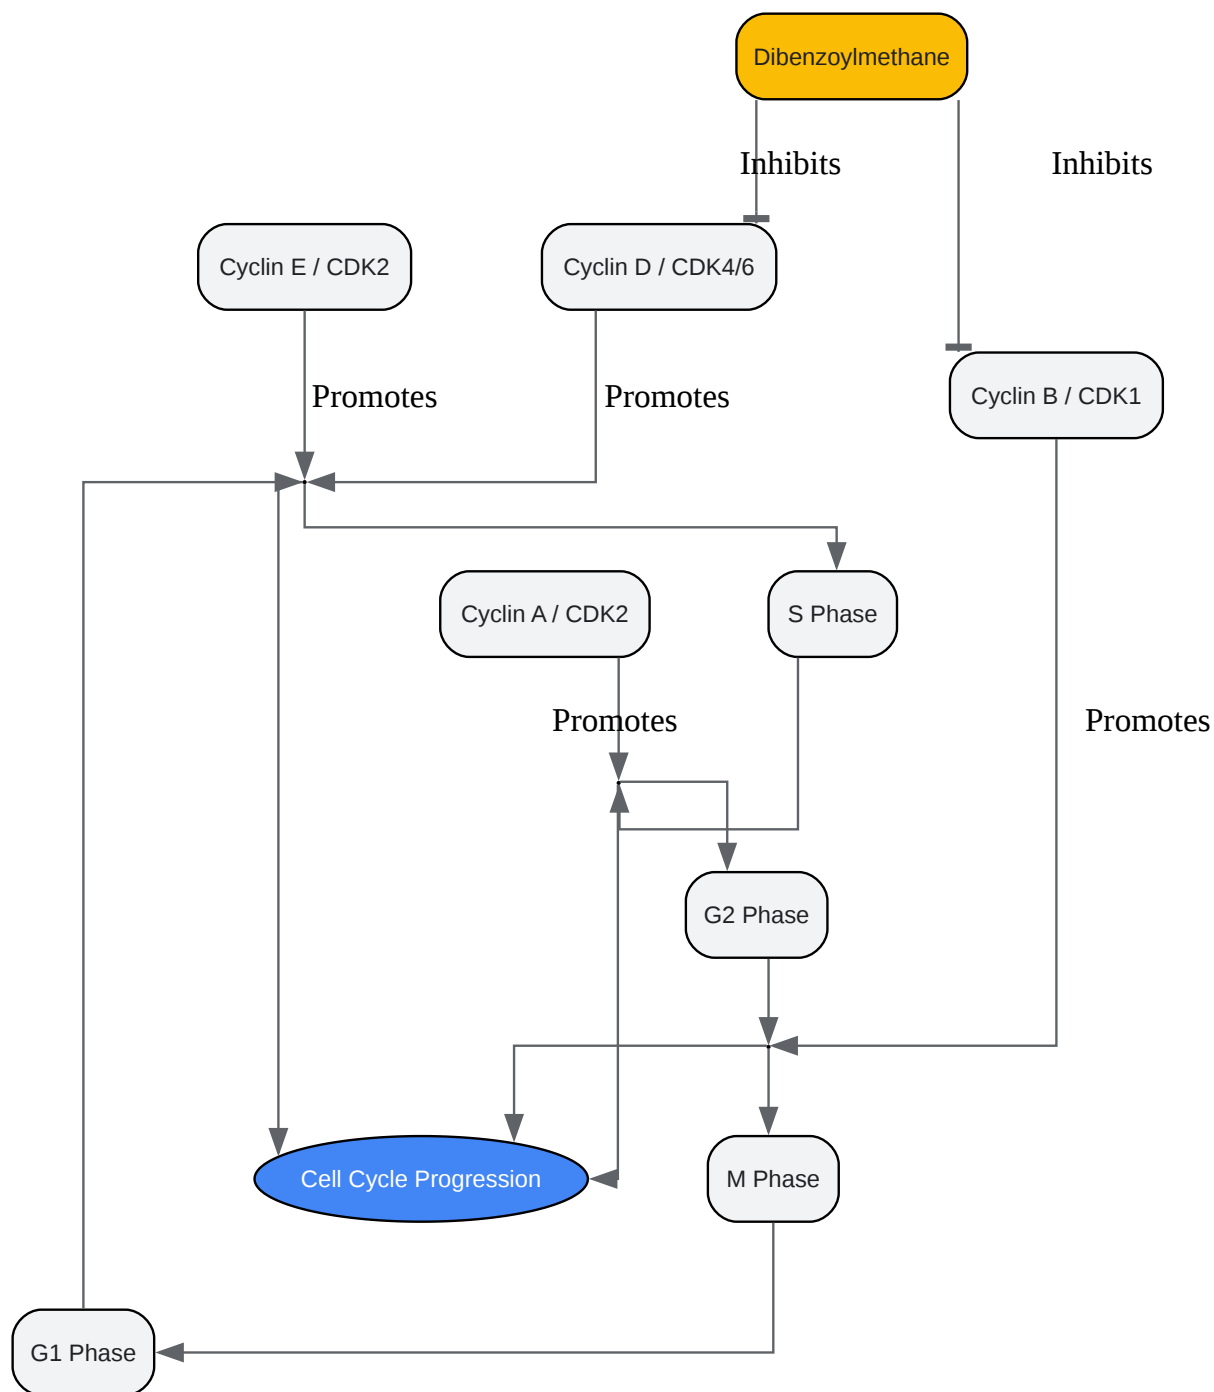 Dibenzoylmethane
Inhibits
Inhibits
Cyclin E / CDK2
Cyclin D / CDK4/6
Cyclin B / CDK1
Promotes
Promotes
Cyclin A / CDK2
S Phase
Promotes
Promotes
G2 Phase
Cell Cycle Progression
M Phase
G1 Phase